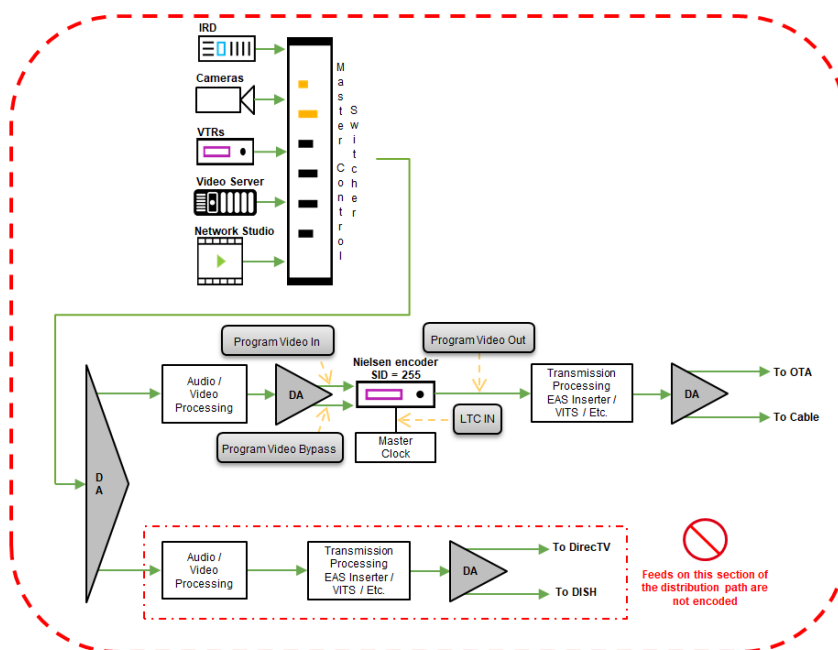 IRD
Cameras
VTRs
Video Server
Network Studio
Master Control
Switcher
Program Video In
Program Video Out
Nielsen encoder
SID = 255
Audio /
Video
Processing
DA
Transmission
Processing
EAS Inserter /
VITS / Etc.
DA
To OTA
To Cable
LTC IN
Program Video Bypass
Master
Clock
D
A
Audio /
Video
Processing
Transmission
Processing
EAS Inserter /
VITS / Etc.
DA
To DirecTV
To DISH
Feeds on this section of
the distribution path are
not encoded